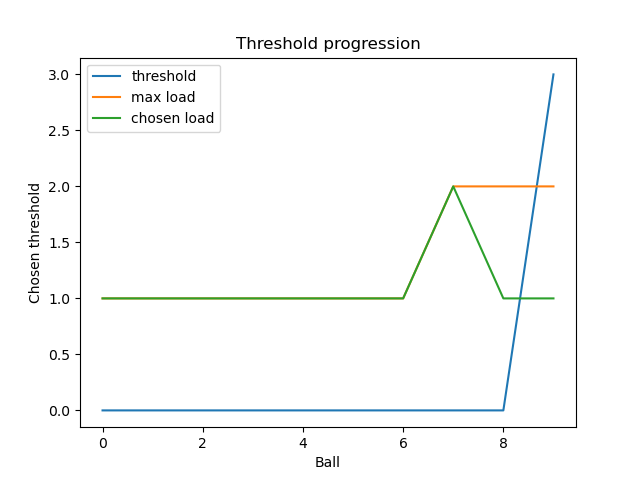 Threshold progression
threshold
max load
chosen load
Chosen threshold
3.0
2.5
2.0
1.5
1.0
0.5
0.0
0 2 4 6 8
Ball